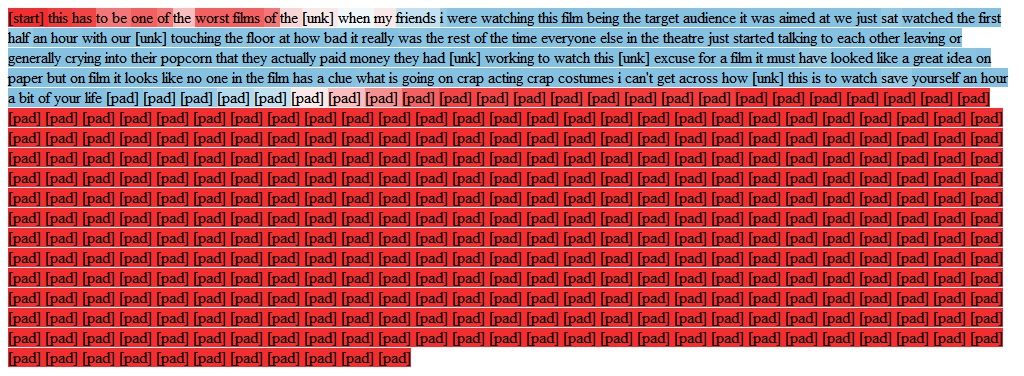 [start] this has to be one of the worst films of the [unk] when my friends i were watching this film being the target audience it was aimed at we just sat watched the first
half an hour with our [unk] touching the floor at how bad it really was the rest of the time everyone else in the theatre just started talking to each other leaving or
generally crying into their popcorn that they actually paid money they had [unk] working to watch this [unk] excuse for a film it must have looked like a great idea on
paper but on film it looks like no one in the film has a clue what is going on crap acting crap costumes i can't get across how [unk] this is to watch save yourself an hour
a bit of your life [pad] [pad] [pad] [pad] [pad] [pad] [pad] [pad] [pad] [pad] [pad] [pad] [pad] [pad] [pad] [pad] [pad] [pad] [pad] [pad] [pad] [pad] [pad] [pad]
[pad] [pad] [pad] [pad] [pad] [pad] [pad] [pad] [pad] [pad] [pad] [pad] [pad] [pad] [pad] [pad] [pad] [pad] [pad] [pad] [pad] [pad] [pad] [pad] [pad] [pad] [pad]
[pad] [pad] [pad] [pad] [pad] [pad] [pad] [pad] [pad] [pad] [pad] [pad] [pad] [pad] [pad] [pad] [pad] [pad] [pad] [pad] [pad] [pad] [pad] [pad] [pad] [pad] [pad]
[pad] [pad] [pad] [pad] [pad] [pad] [pad] [pad] [pad] [pad] [pad] [pad] [pad] [pad] [pad] [pad] [pad] [pad] [pad] [pad] [pad] [pad] [pad] [pad] [pad] [pad] [pad]
[pad] [pad] [pad] [pad] [pad] [pad] [pad] [pad] [pad] [pad] [pad] [pad] [pad] [pad] [pad] [pad] [pad] [pad] [pad] [pad] [pad] [pad] [pad] [pad] [pad] [pad] [pad]
[pad] [pad] [pad] [pad] [pad] [pad] [pad] [pad] [pad] [pad] [pad] [pad] [pad] [pad] [pad] [pad] [pad] [pad] [pad] [pad] [pad] [pad] [pad] [pad] [pad] [pad] [pad]
[pad] [pad] [pad] [pad] [pad] [pad] [pad] [pad] [pad] [pad] [pad] [pad] [pad] [pad] [pad] [pad] [pad] [pad] [pad] [pad] [pad] [pad] [pad] [pad] [pad] [pad] [pad]
[pad] [pad] [pad] [pad] [pad] [pad] [pad] [pad] [pad] [pad] [pad] [pad] [pad] [pad] [pad] [pad] [pad] [pad] [pad] [pad] [pad] [pad] [pad] [pad] [pad] [pad] [pad]
[pad] [pad] [pad] [pad] [pad] [pad] [pad] [pad] [pad] [pad] [pad] [pad] [pad] [pad] [pad] [pad] [pad] [pad] [pad] [pad] [pad] [pad] [pad] [pad] [pad] [pad] [pad]
[pad] [pad] [pad] [pad] [pad] [pad] [pad] [pad] [pad] [pad] [pad] [pad] [pad] [pad] [pad] [pad] [pad] [pad] [pad] [pad] [pad] [pad] [pad] [pad] [pad] [pad] [pad]
[pad] [pad] [pad] [pad] [pad] [pad] [pad] [pad] [pad] [pad] [pad] [pad] [pad] [pad] [pad] [pad] [pad] [pad] [pad] [pad] [pad] [pad] [pad] [pad] [pad] [pad] [pad]
[pad] [pad] [pad] [pad] [pad] [pad] [pad] [pad] [pad] [pad] [pad] [pad] [pad] [pad] [pad] [pad] [pad] [pad] [pad] [pad] [pad] [pad] [pad] [pad] [pad] [pad] [pad]
[pad] [pad] [pad] [pad] [pad] [pad] [pad] [pad] [pad] [pad] [pad] [pad] [pad] [pad] [pad] [pad] [pad] [pad] [pad] [pad] [pad] [pad] [pad] [pad] [pad] [pad] [pad]
[pad] [pad] [pad] [pad] [pad] [pad] [pad] [pad] [pad] [pad] [pad]